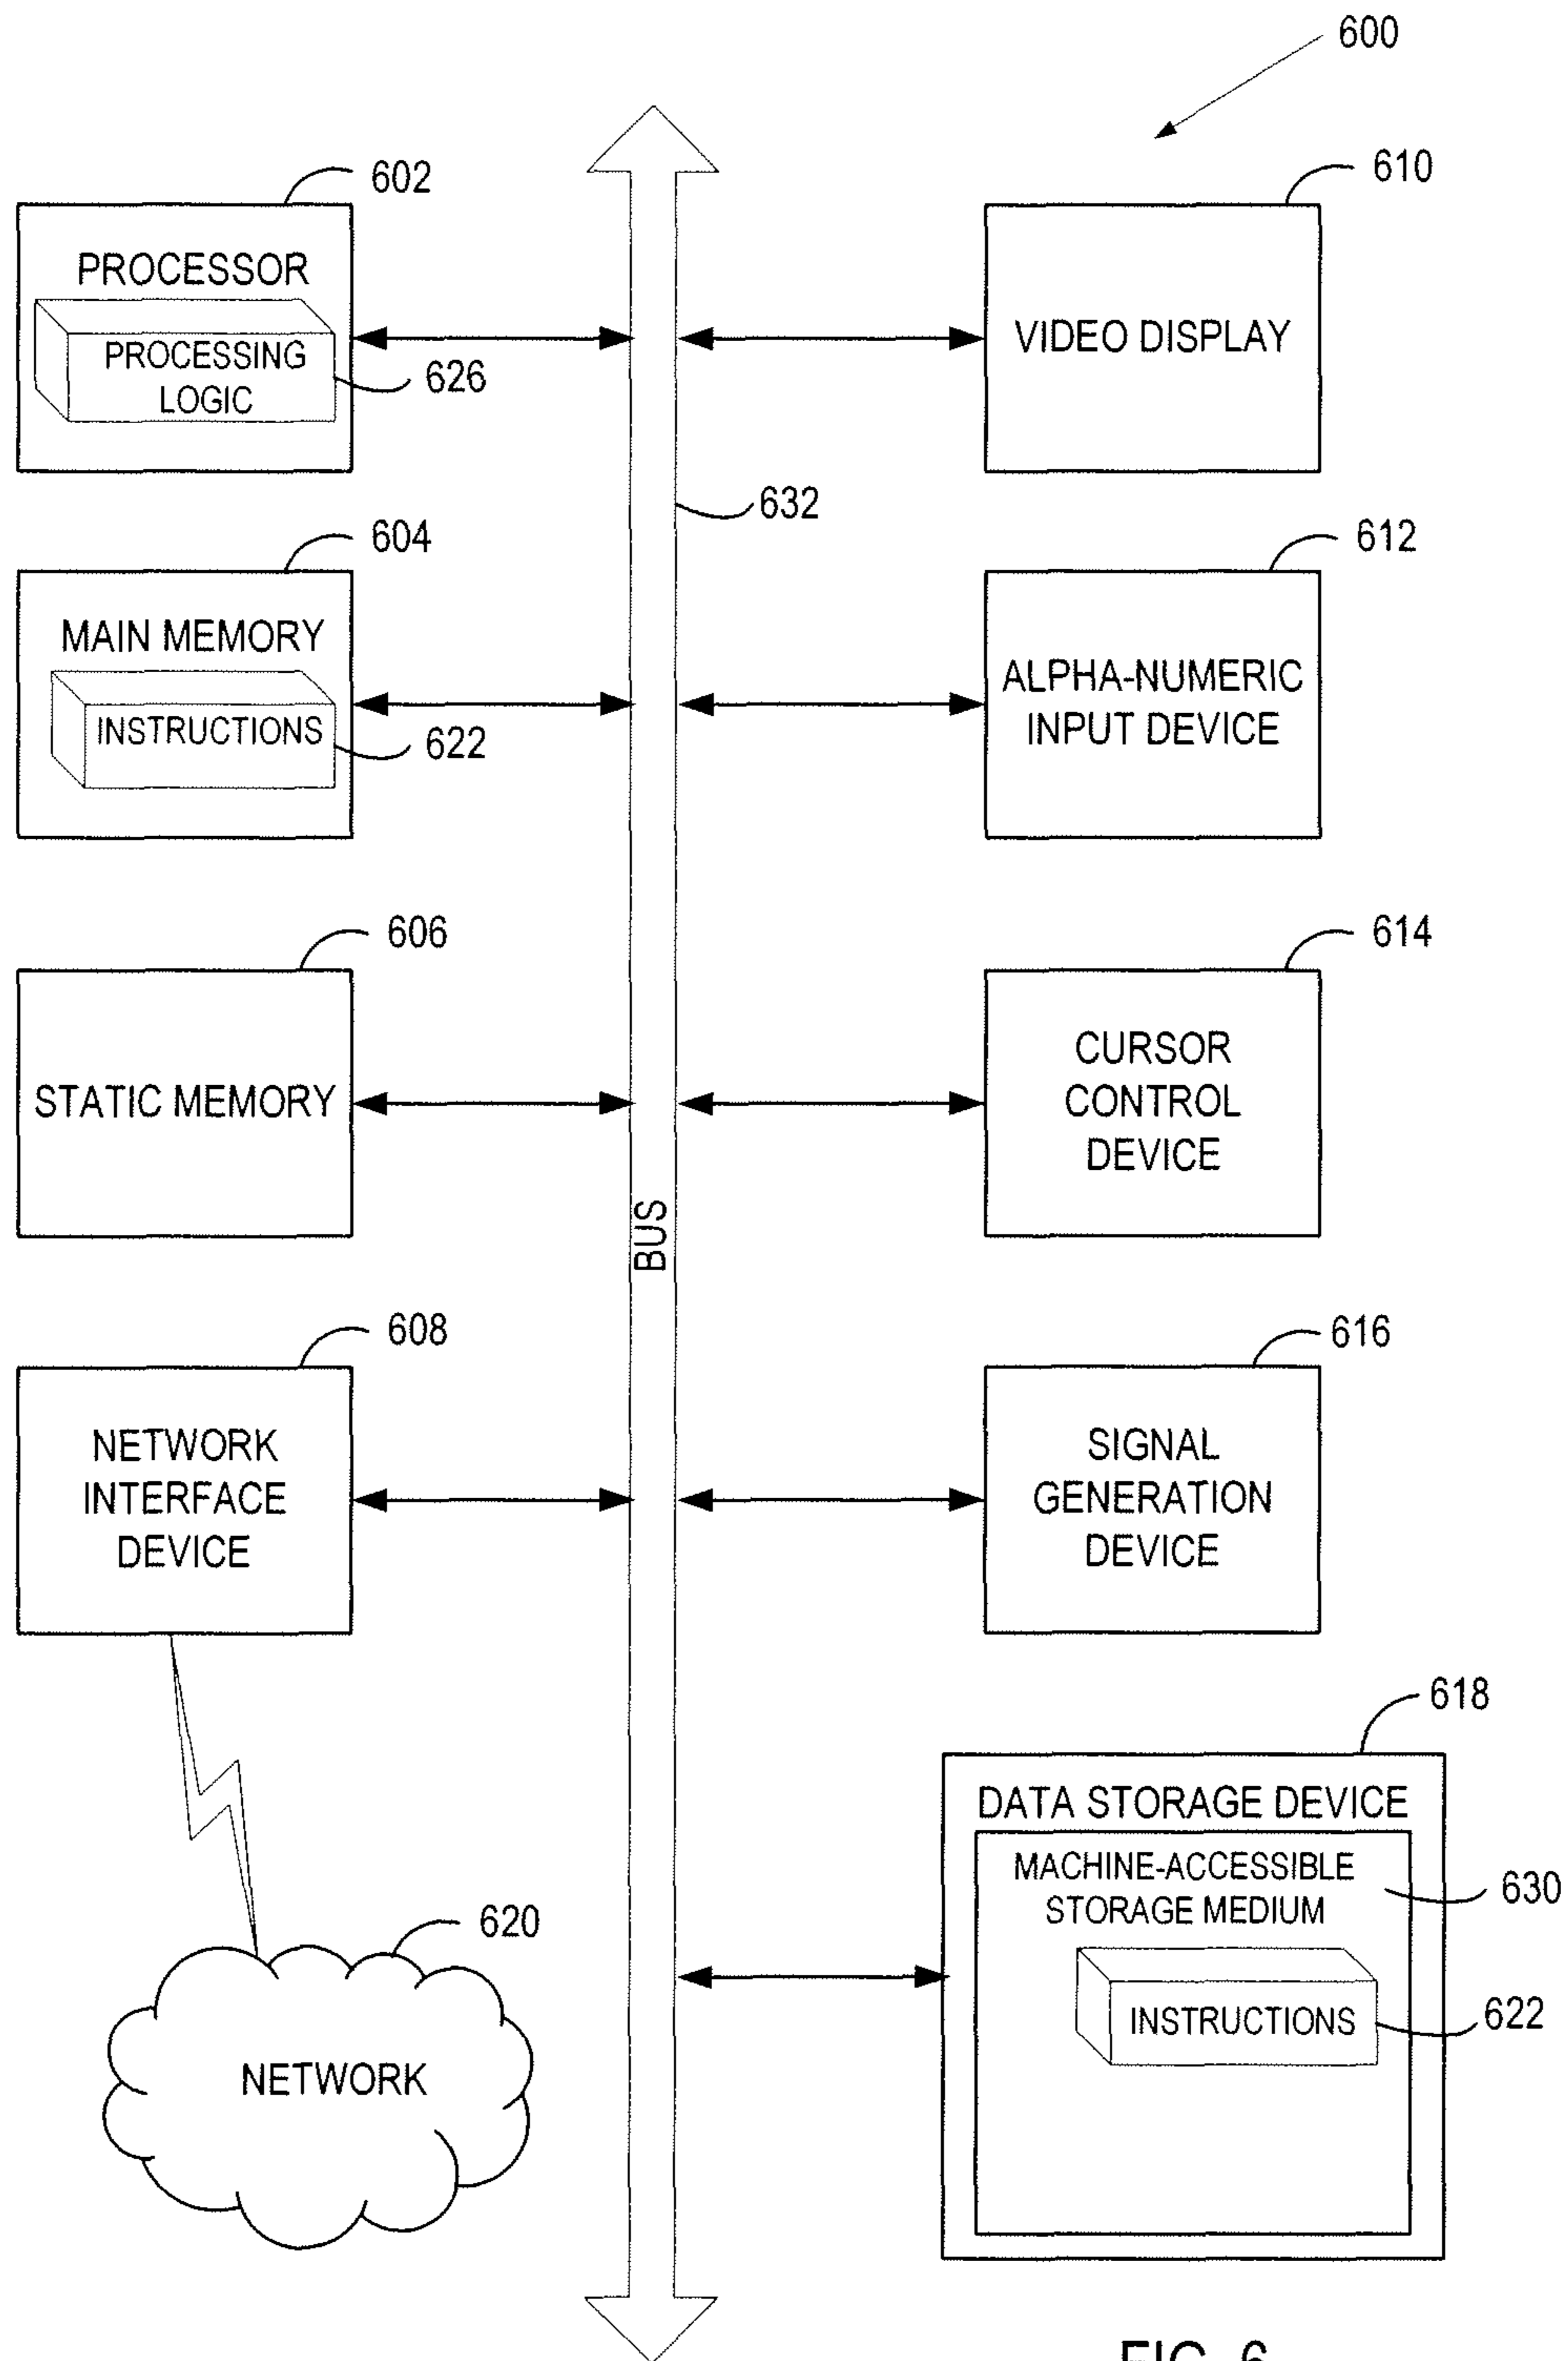 600
602
PROCESSOR
PROCESSING
LOGIC
626
610
VIDEO DISPLAY
632
604
MAIN MEMORY
INSTRUCTIONS
622
612
ALPHA-NUMERIC
INPUT DEVICE
606
STATIC MEMORY
614
CURSOR
CONTROL
DEVICE
BUS
608
NETWORK
INTERFACE
DEVICE
616
SIGNAL
GENERATION
DEVICE
618
DATA STORAGE DEVICE
MACHINE-ACCESSIBLE
STORAGE MEDIUM
630
INSTRUCTIONS
622
620
NETWORK
FIG. 6